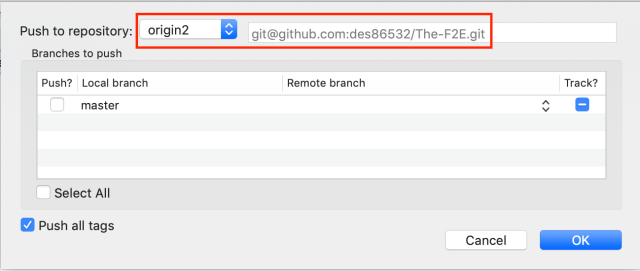 Push to repository: origin2 git@github.com:des86532/The-F2E.git
Branches to push
Push? Local branch Remote branch Track?
master
Select All
Push all tags
Cancel OK